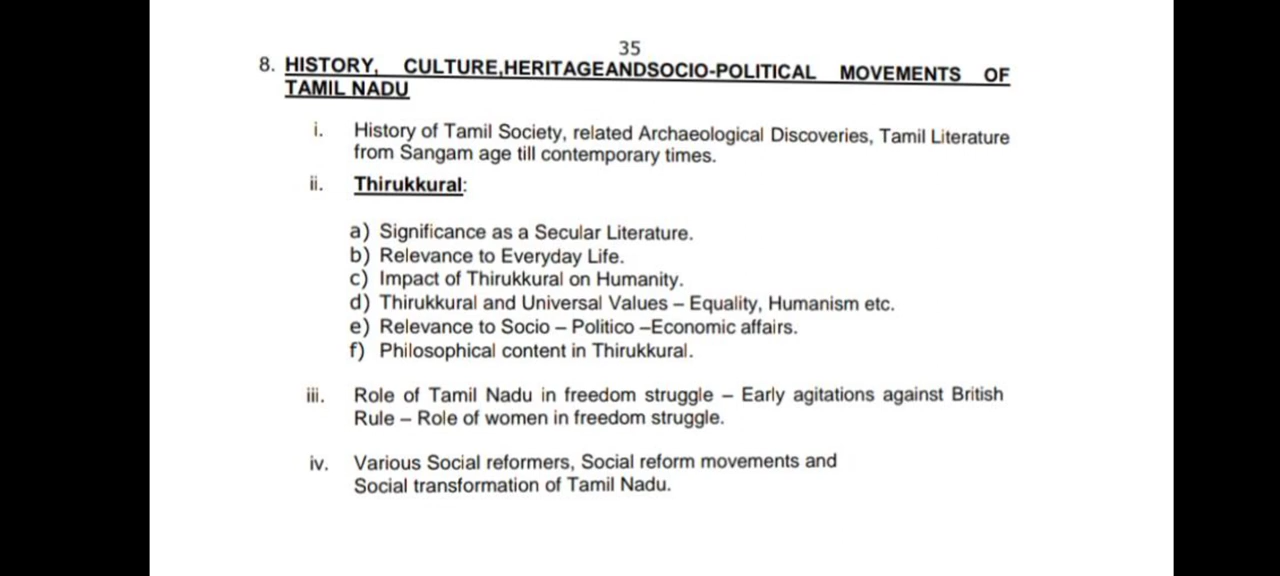 35
8. HISTORY, CULTURE,HERITAGEANDSOCIO-POLITICAL MOVEMENTS OF
TAMIL NADU
i. History of Tamil Society, related Archaeological Discoveries, Tamil Literature
from Sangam age till contemporary times.
ii. Thirukkural:
a) Significance as a Secular Literature.
b) Relevance to Everyday Life.
c) Impact of Thirukkural on Humanity.
d) Thirukkural and Universal Values – Equality, Humanism etc.
e) Relevance to Socio – Politico –Economic affairs.
f) Philosophical content in Thirukkural.
iii. Role of Tamil Nadu in freedom struggle – Early agitations against British
Rule – Role of women in freedom struggle.
iv. Various Social reformers, Social reform movements and
Social transformation of Tamil Nadu.